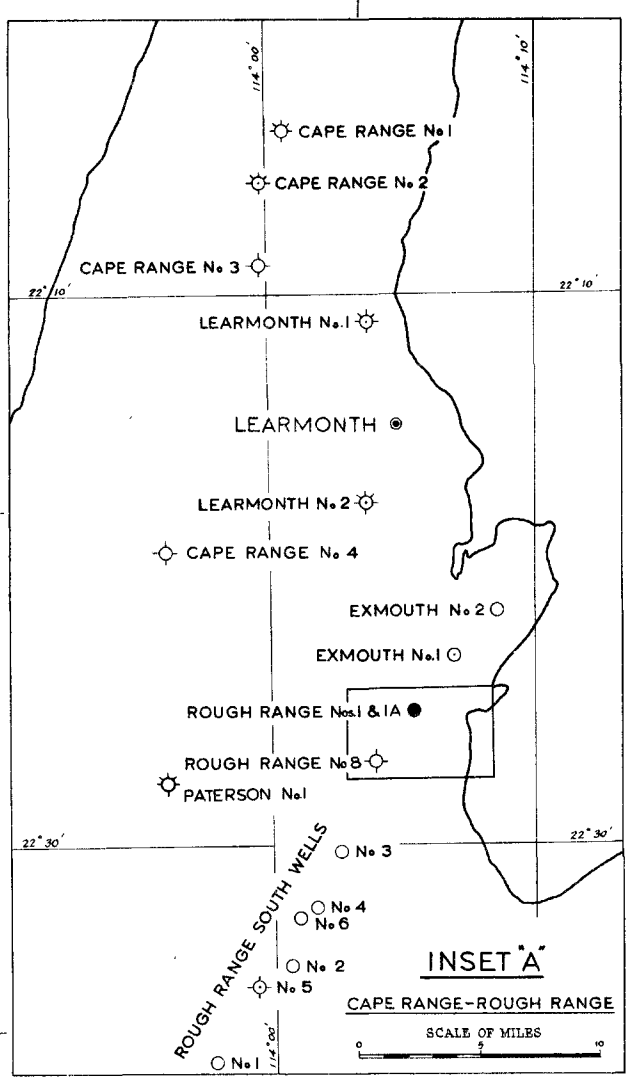 114° 00'
114° 10'
CAPE RANGE No 1
CAPE RANGE No 2
CAPE RANGE No 3
22° 10'
22° 10'
LEARMONTH No.1
LEARMONTH
LEARMONTH No 2
CAPE RANGE No 4
EXMOUTH No 2
EXMOUTH No.1
ROUGH RANGE Nos.1 & 1A
ROUGH RANGE No 8
PATERSON No.1
22° 30'
22° 30'
No 3
ROUGH RANGE SOUTH WELLS
No 4
No 6
No 2
No 5
No 1
114° 00'
INSET "A"
CAPE RANGE-ROUGH RANGE
SCALE OF MILES
0 5 10